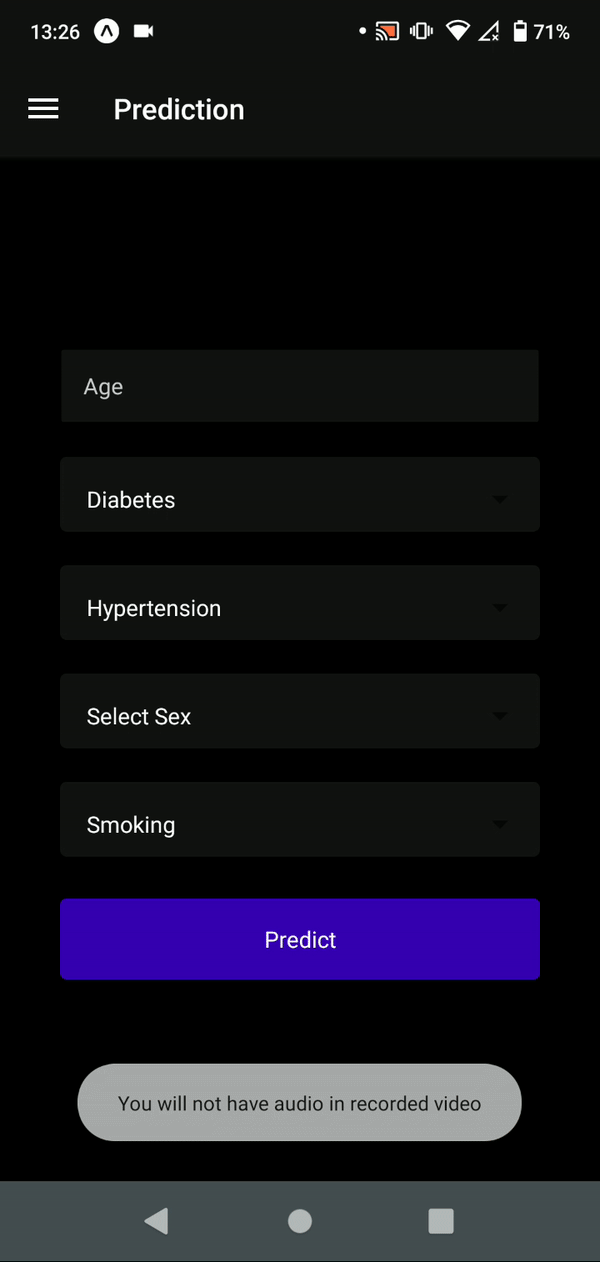 13:26
71%
Prediction
Age
Diabetes
Hypertension
Select Sex
Smoking
Predict
You will not have audio in recorded video